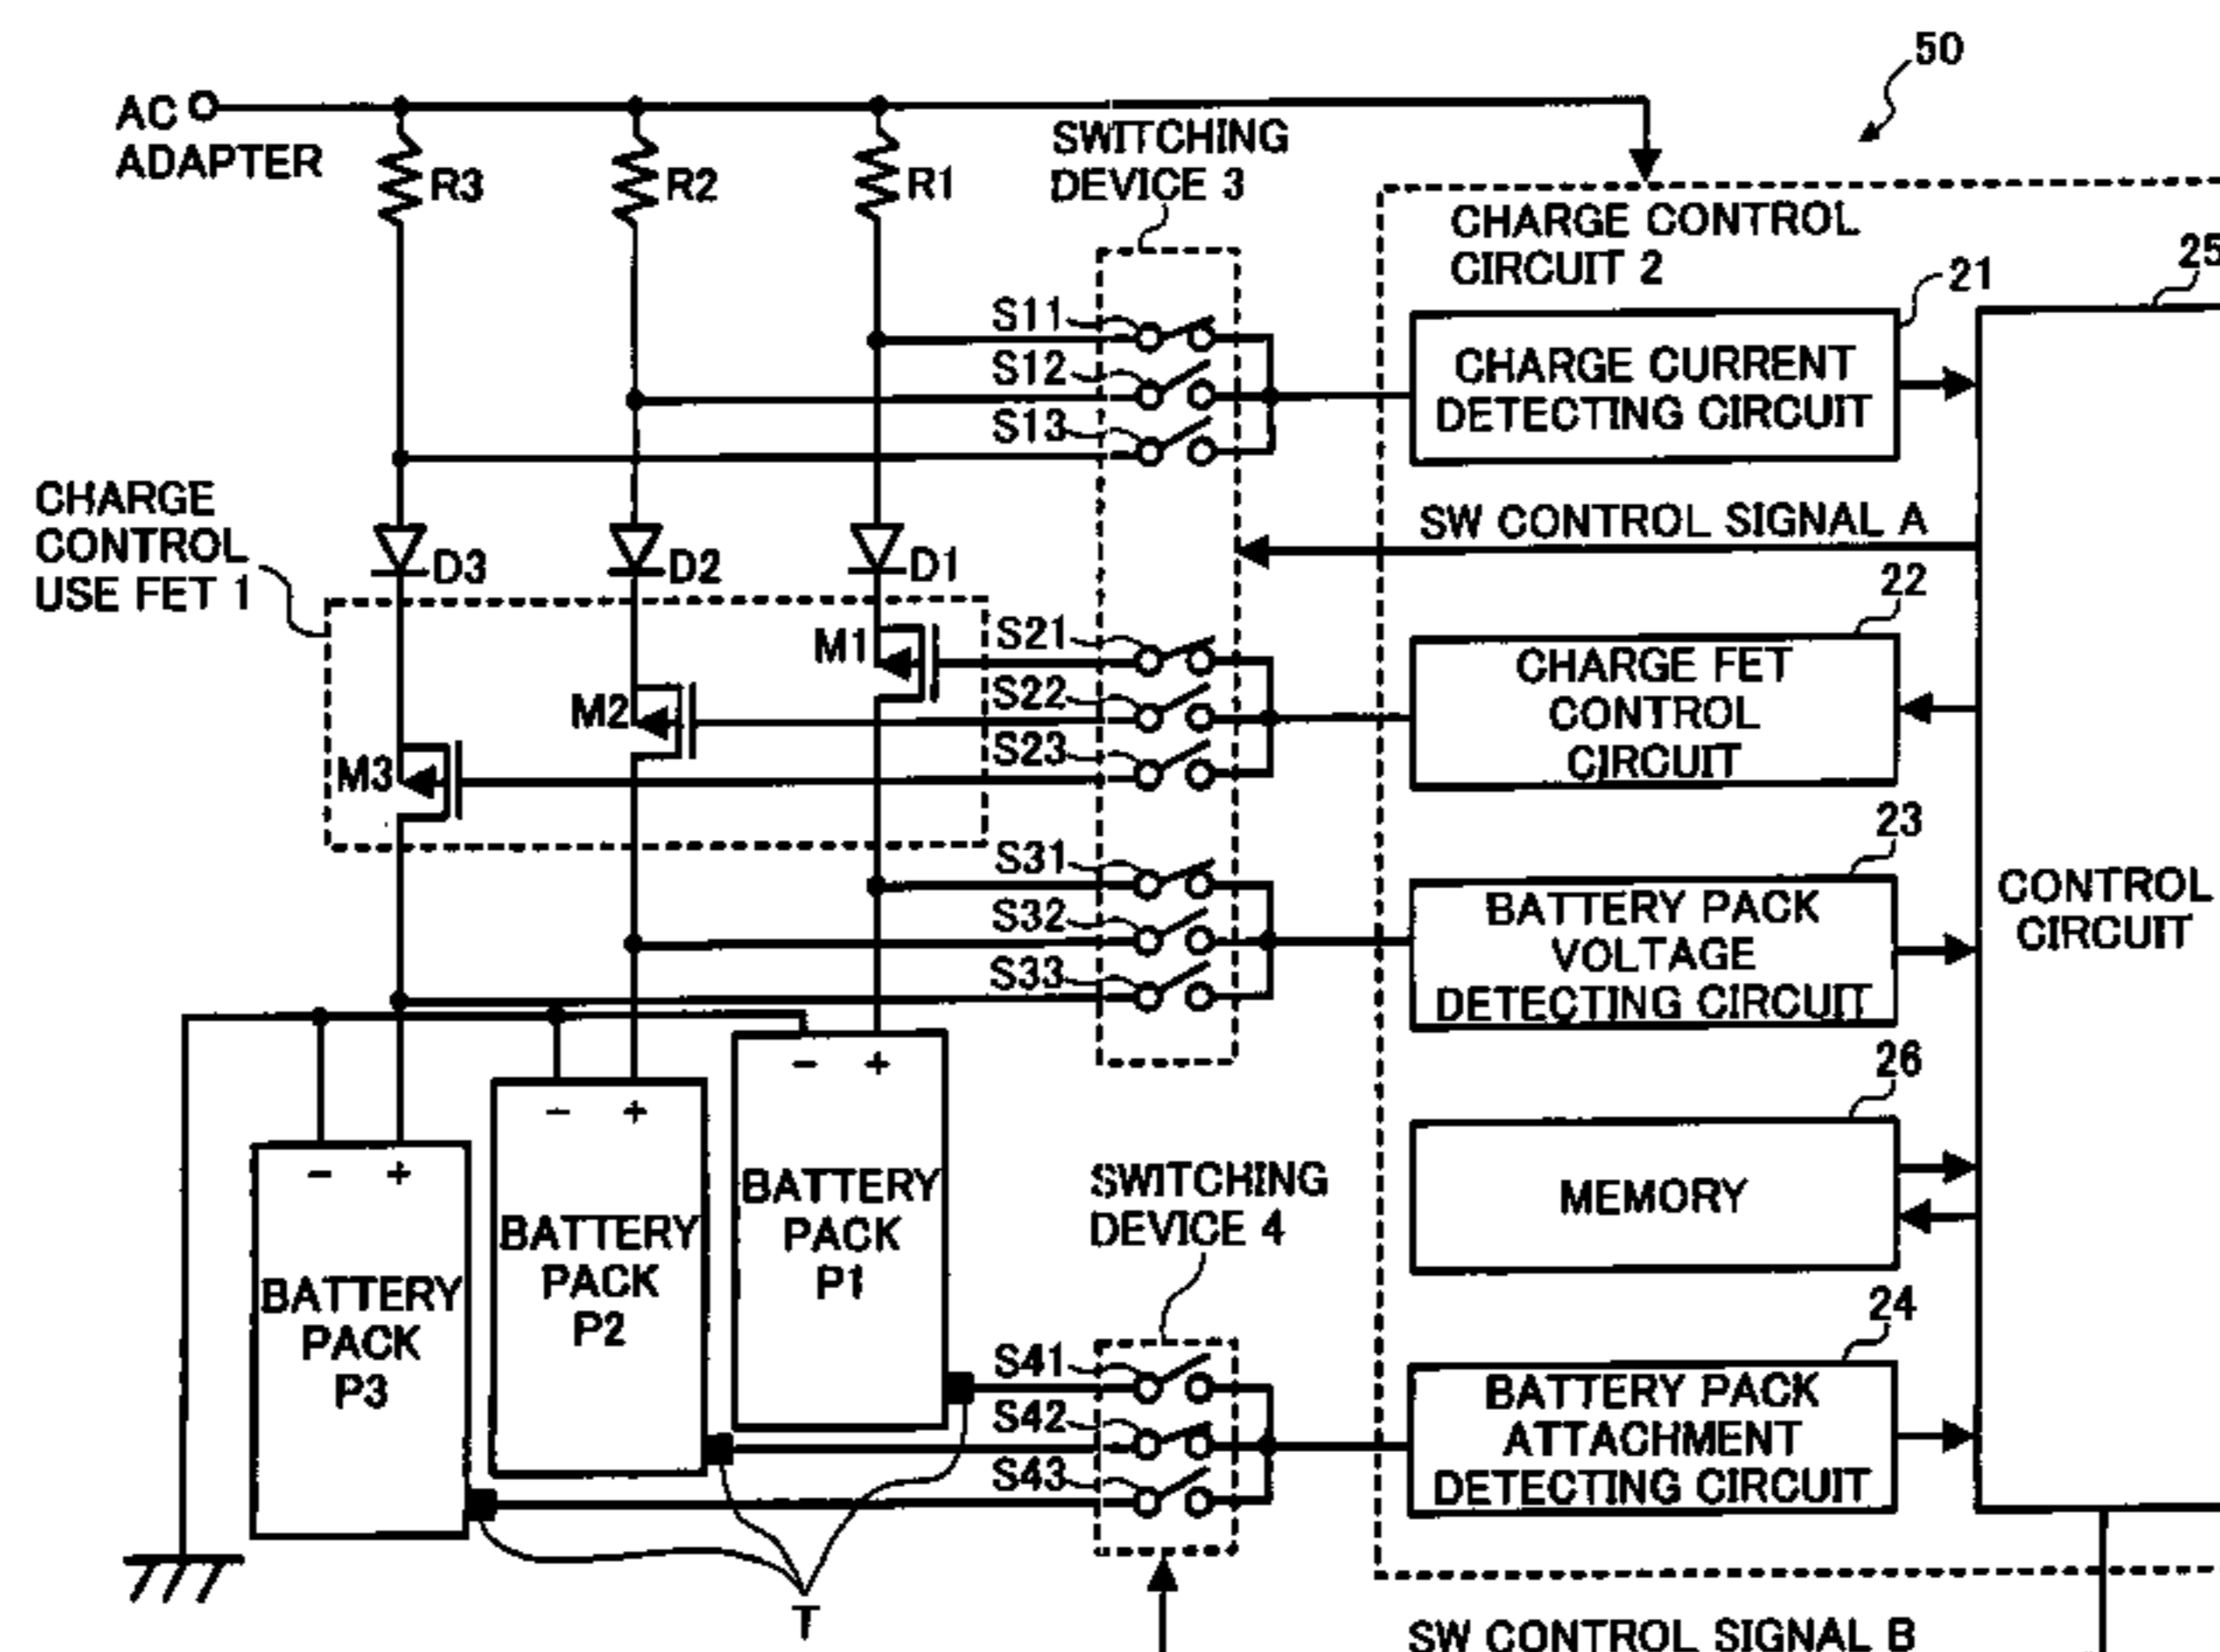 50
AC
ADAPTER
R3
R2
R1
SWITCHING
DEVICE 3
CHARGE CONTROL
CIRCUIT 2
21
25
S11
S12
S13
CHARGE CURRENT
DETECTING CIRCUIT
CHARGE
CONTROL
USE FET 1
D3
D2
D1
SW CONTROL SIGNAL A
22
M1
M2
M3
S21
S22
S23
CHARGE FET
CONTROL
CIRCUIT
23
S31
S32
S33
BATTERY PACK
VOLTAGE
DETECTING CIRCUIT
CONTROL
CIRCUIT
- +
- +
- +
26
MEMORY
BATTERY
PACK
P1
BATTERY
PACK
P2
BATTERY
PACK
P3
SWITCHING
DEVICE 4
24
S41
S42
S43
BATTERY PACK
ATTACHMENT
DETECTING CIRCUIT
T
SW CONTROL SIGNAL B